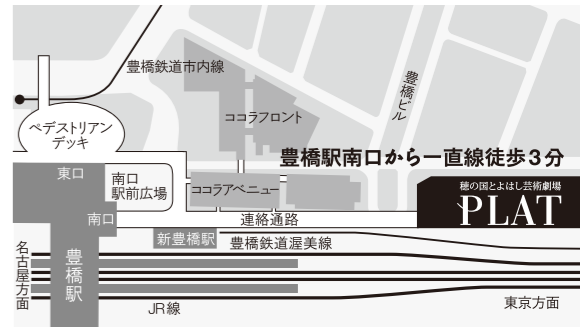 豊橋鉄道市内線
豊橋ビル
ココラフロント
ペデストリアン
デッキ
豊橋駅南口から一直線徒歩3分
東口
南口
駅前広場
ココラアベニュー
穂の国とよはし芸術劇場
PLAT
南口
連絡通路
新豊橋駅
豊橋鉄道渥美線
名古屋方面
豊橋駅
JR線
東京方面